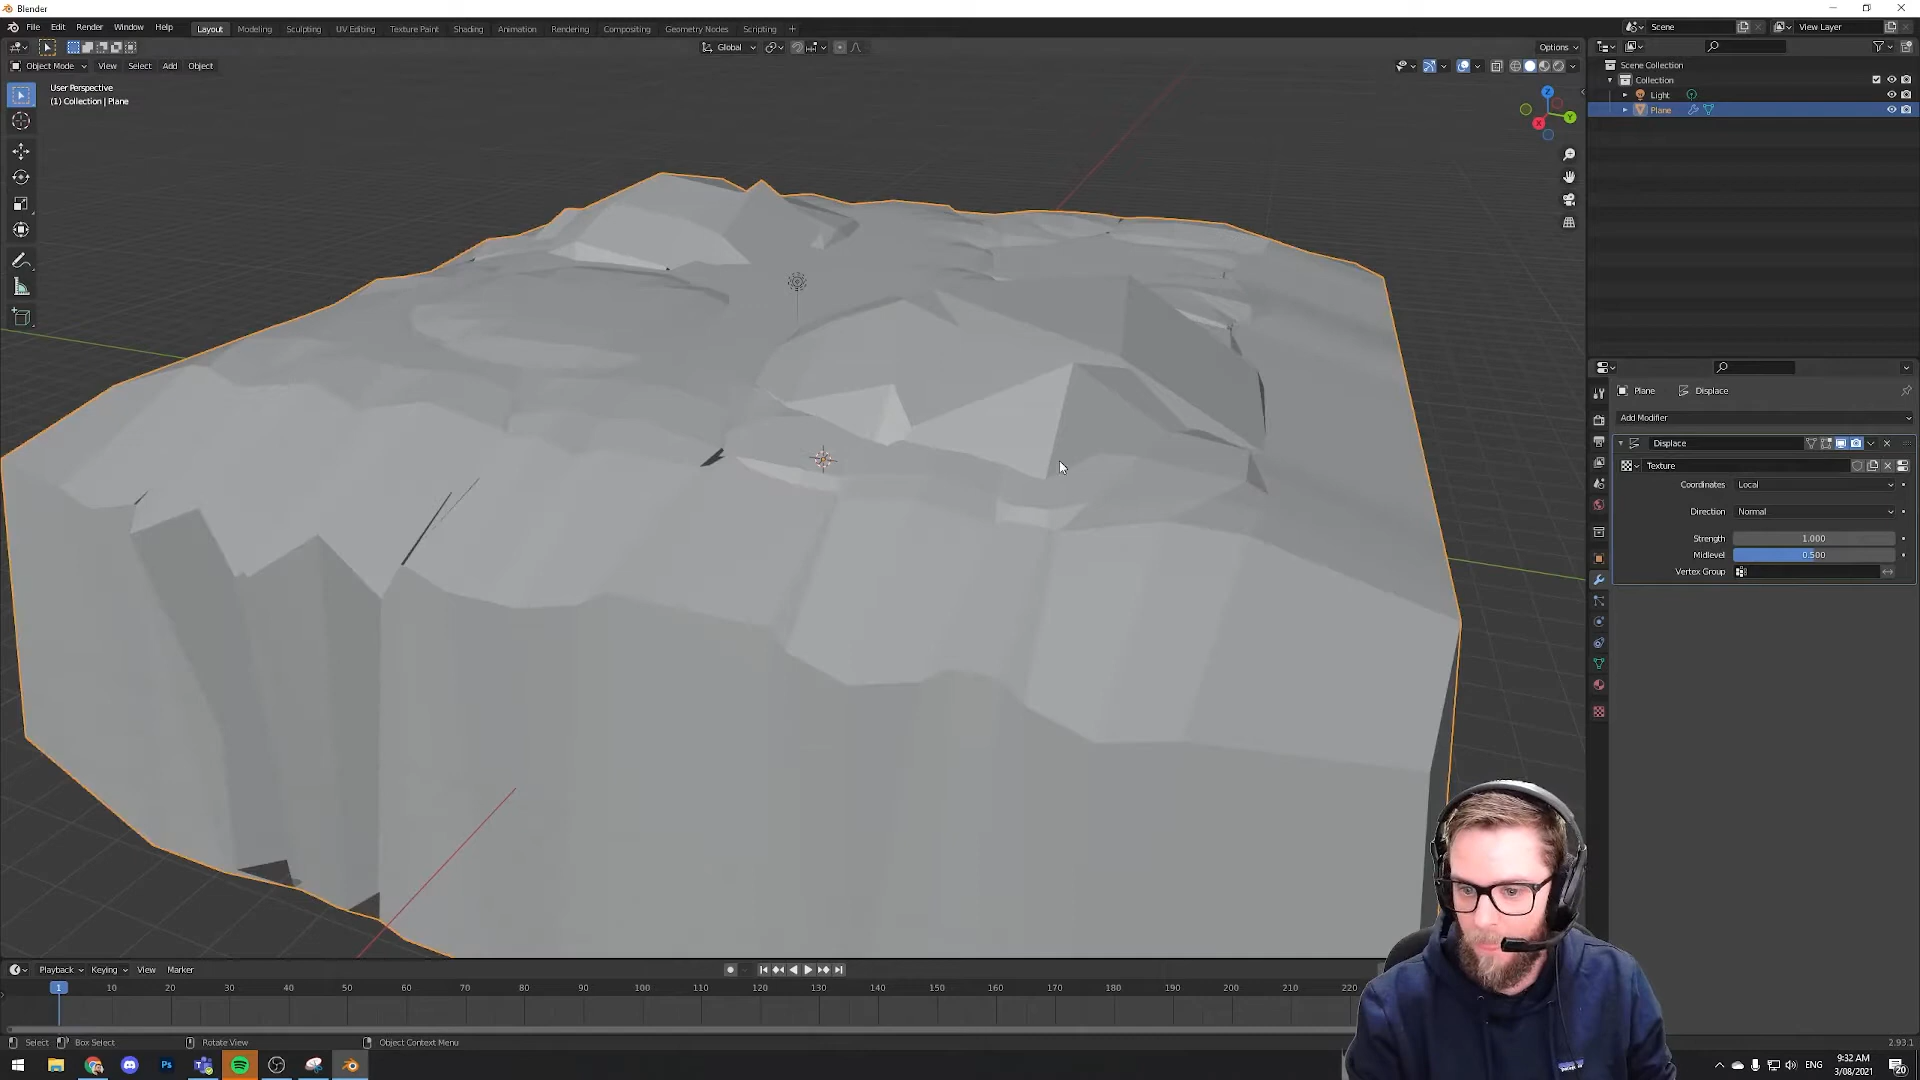 Blender
File Edit Render Window Help Layout Modeling Sculpting UV Editing Texture Paint Shading Animation Rendering Compositing Geometry Nodes Scripting + Scene View Layer
Global Options
Object Mode View Select Add Object
User Perspective
(1) Collection | Plane
Z
Y
X
Scene Collection
Collection
Light
Plane
Plane Displace
Add Modifier
Displace
Texture
Coordinates Local
Direction Normal
Strength 1.000
Midlevel 0.500
Vertex Group
Playback Keying View Marker
1 10 20 30 40 50 60 70 80 90 100 110 120 130 140 150 160 170 180 190 200 210 220
Select Box Select Rotate View Object Context Menu 2.93.1
Ps ENG 9:32 AM
3/08/2021 20